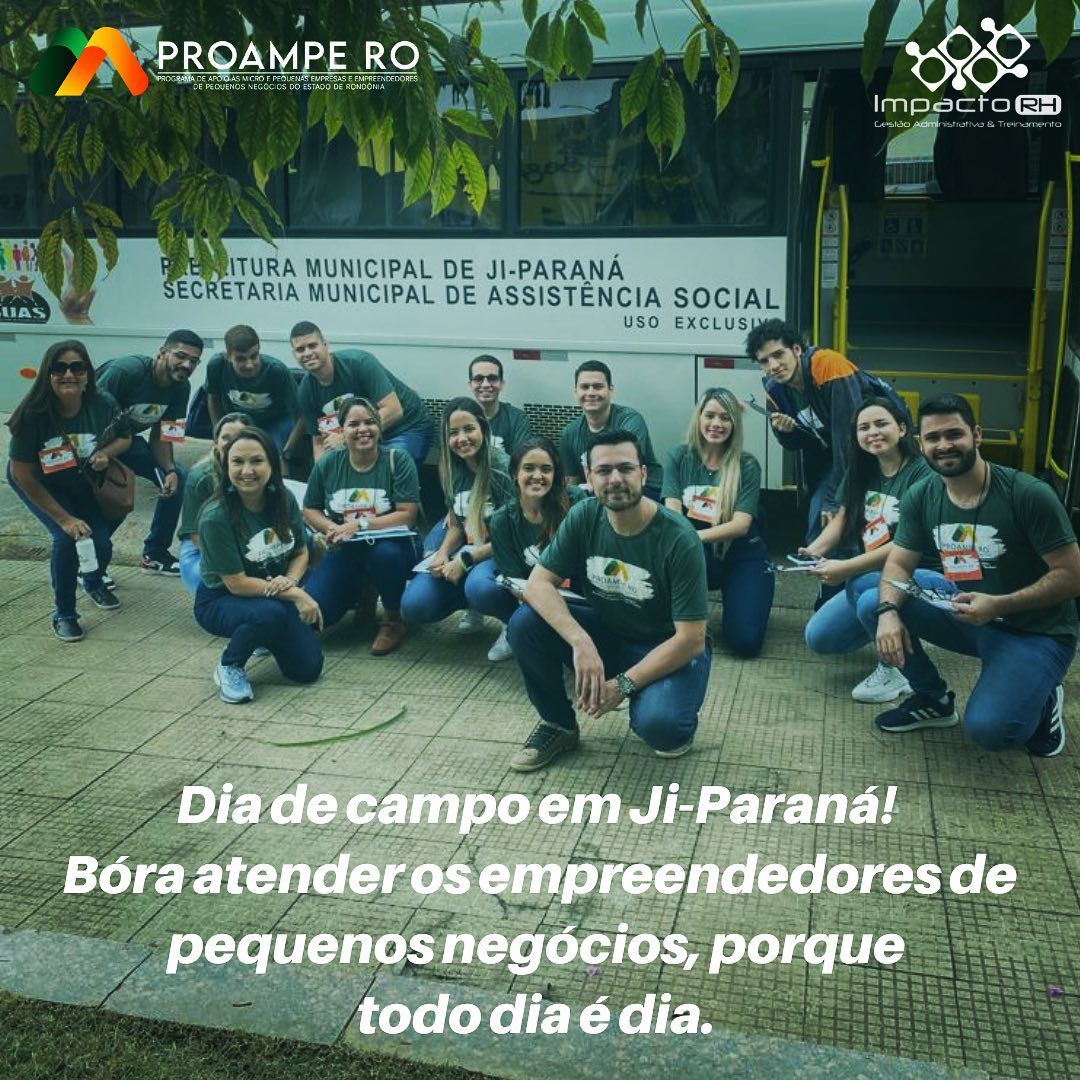 PROAMPE RO
PROGRAMA DE APOIO ÀS MICRO E PEQUENAS EMPRESAS E EMPREENDEDORES
DE PEQUENOS NEGÓCIOS DO ESTADO DE RONDÔNIA
Impacto RH
Gestão Administrativa & Treinamento
PREFEITURA MUNICIPAL DE JI-PARANÁ
SECRETARIA MUNICIPAL DE ASSISTÊNCIA SOCIAL
USO EXCLUSIV
SUAS
PROAMPE
Dia de campo em Ji-Paraná!
Bóra atender os empreendedores de
pequenos negócios, porque
todo dia é dia.